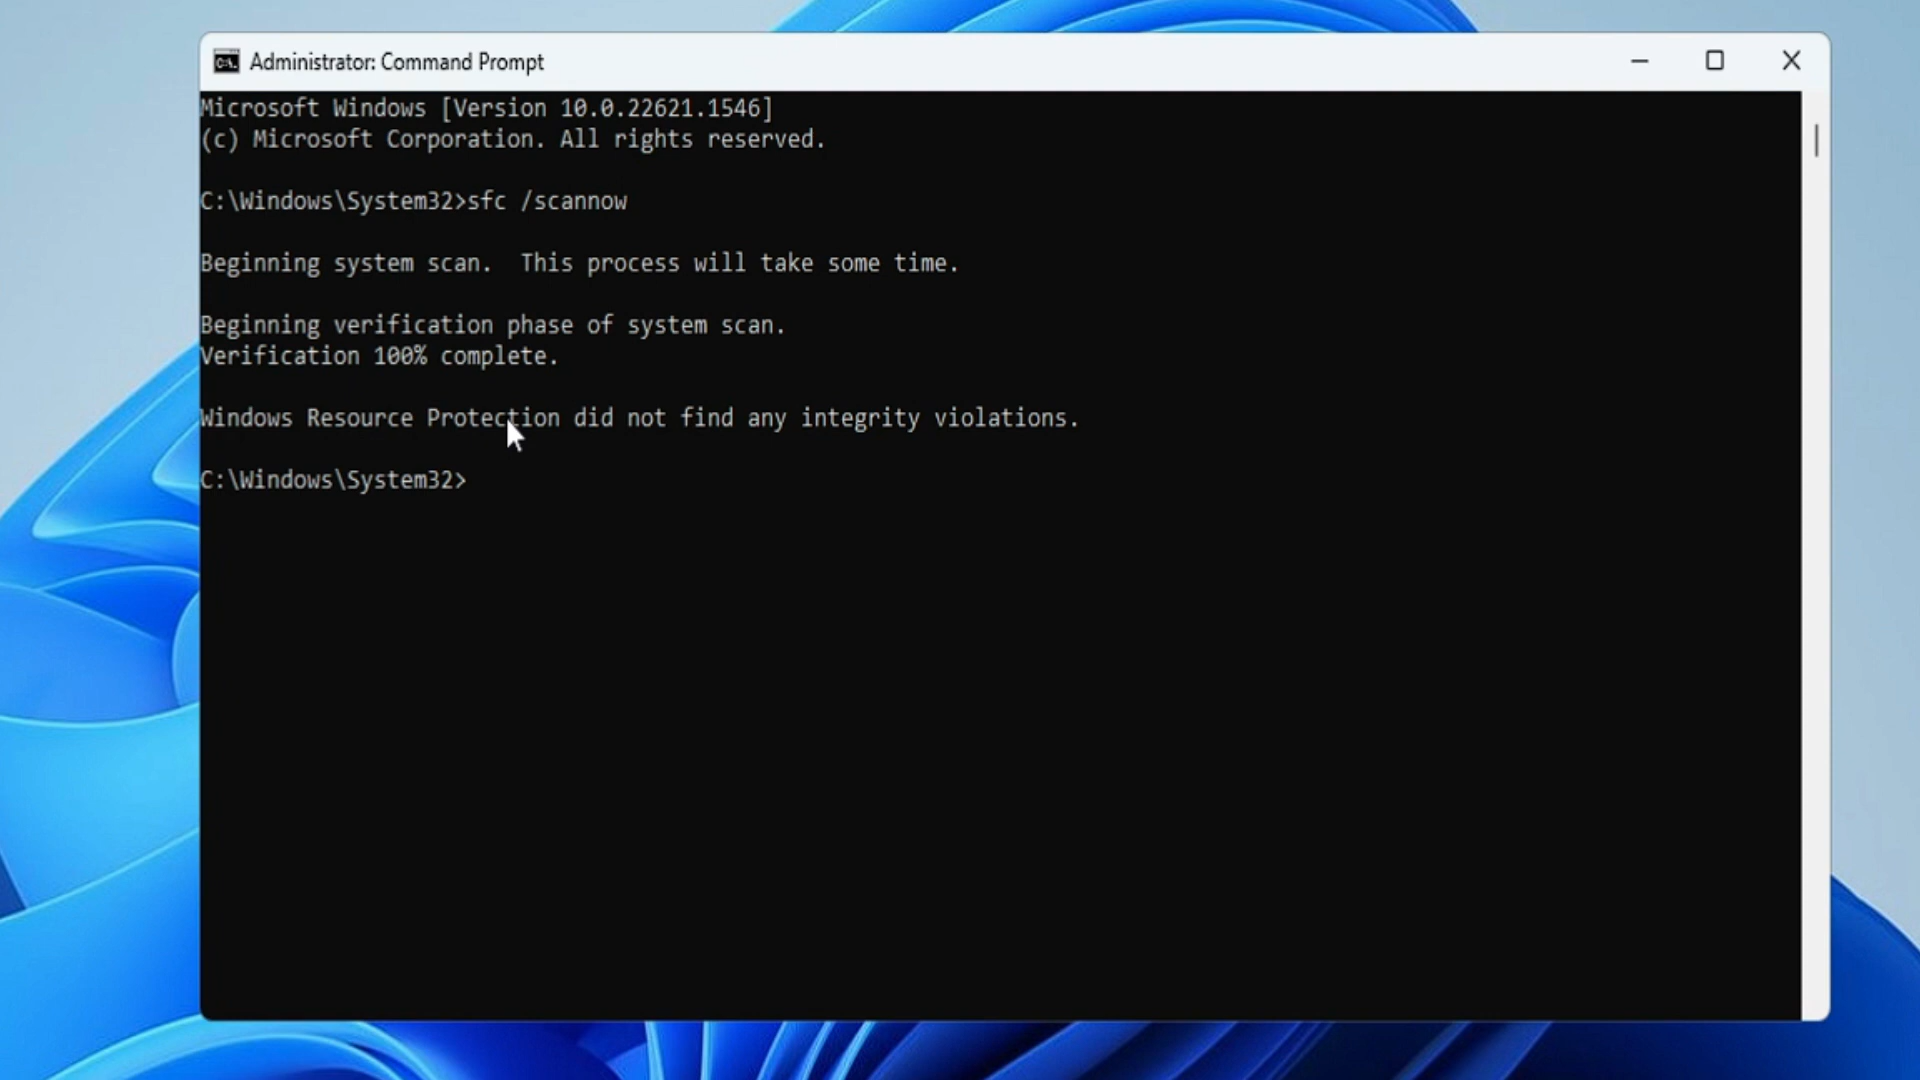 Administrator: Command Prompt
Microsoft Windows [Version 10.0.22621.1546]
(c) Microsoft Corporation. All rights reserved.
C:\Windows\System32>sfc /scannow
Beginning system scan.  This process will take some time.
Beginning verification phase of system scan.
Verification 100% complete.
Windows Resource Protection did not find any integrity violations.
C:\Windows\System32>